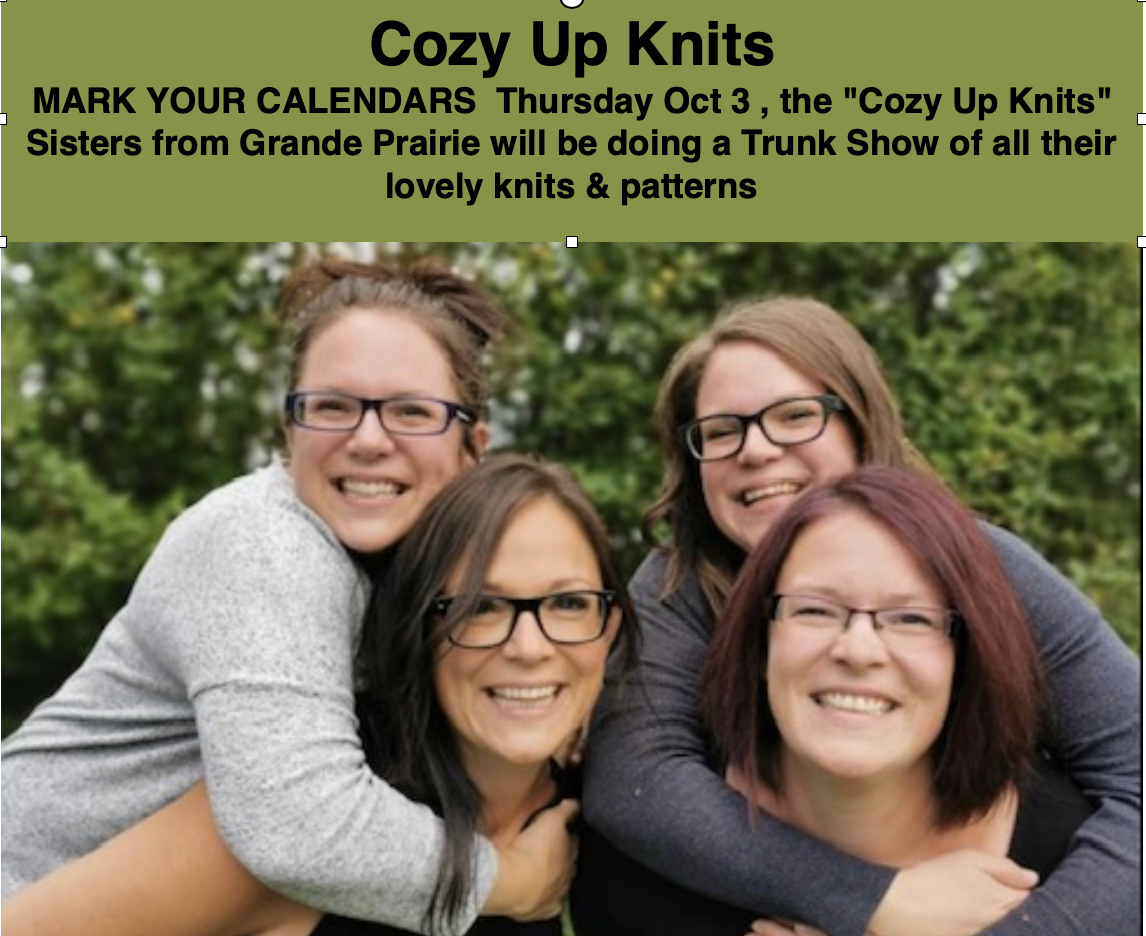 Cozy Up Knits
MARK YOUR CALENDARS  Thursday Oct 3 , the "Cozy Up Knits"
Sisters from Grande Prairie will be doing a Trunk Show of all their
lovely knits & patterns